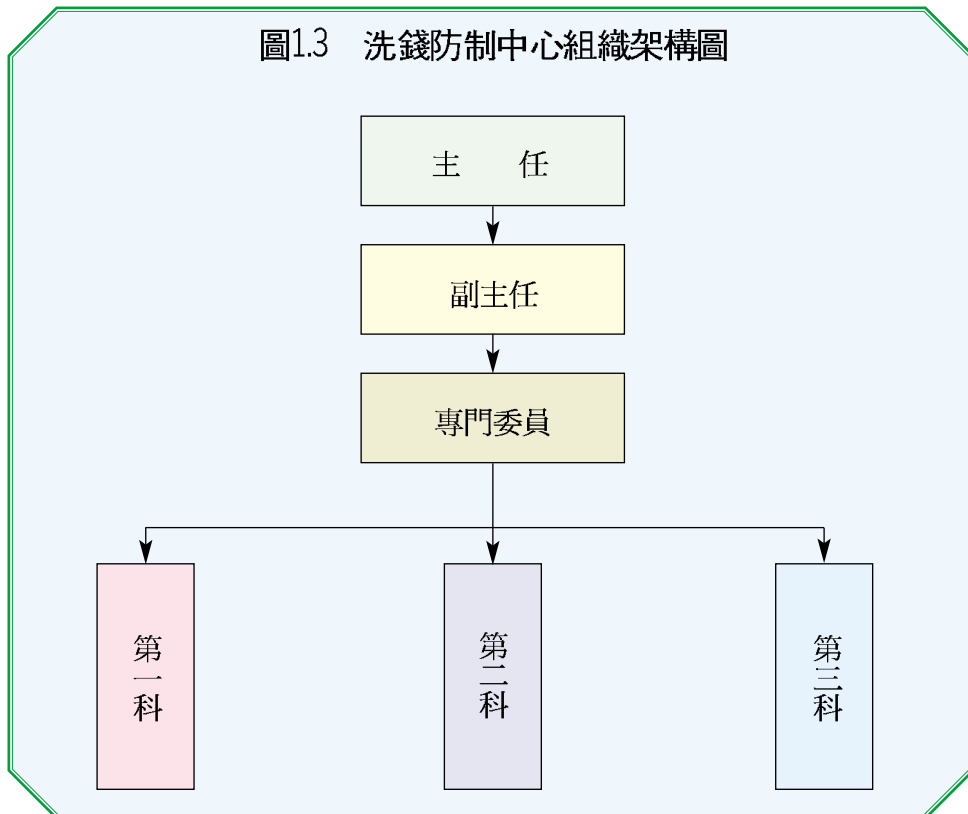 圖1.3　洗錢防制中心組織架構圖
主　　任
副主任
專門委員
第一科
第二科
第三科